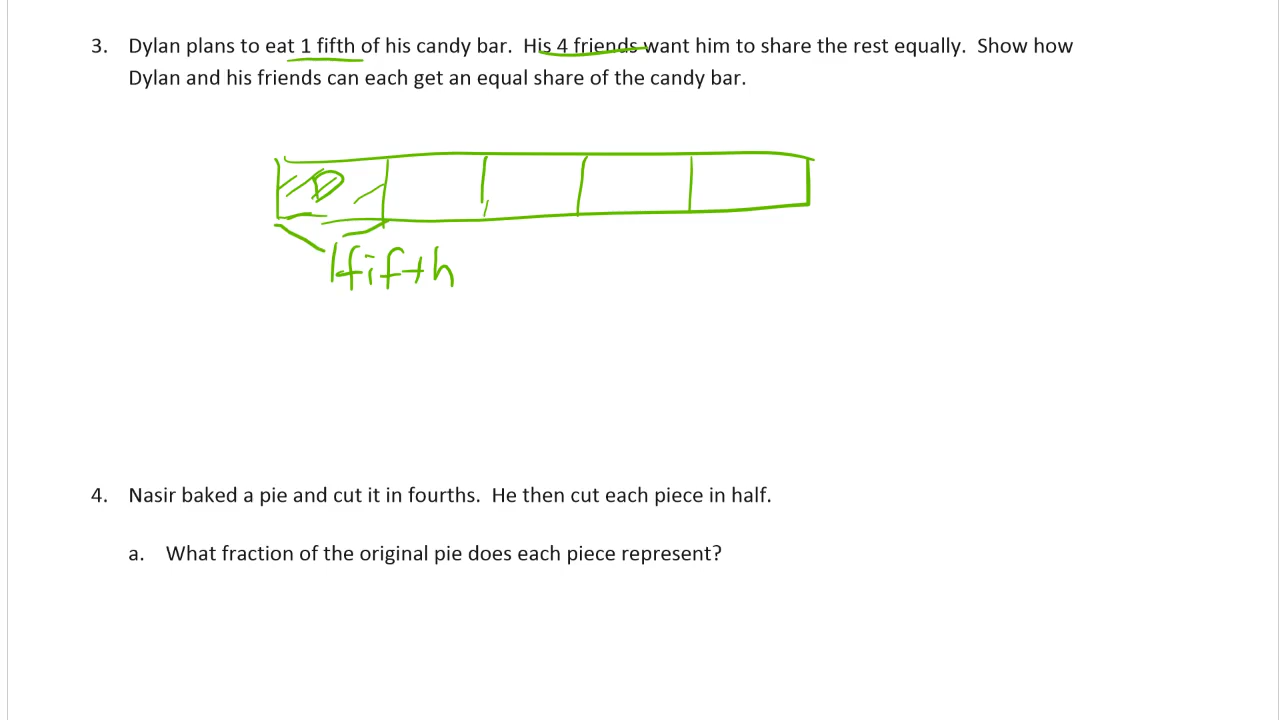 3. Dylan plans to eat 1 fifth of his candy bar. His 4 friends want him to share the rest equally. Show how
Dylan and his friends can each get an equal share of the candy bar.
D
1 fifth
4. Nasir baked a pie and cut it in fourths. He then cut each piece in half.
a. What fraction of the original pie does each piece represent?